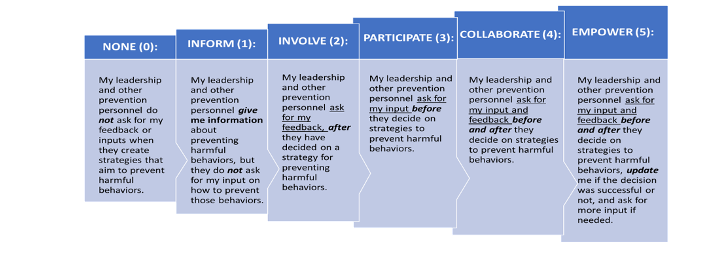 NONE (0):
My leadership
and other
prevention
personnel do
not ask for my
feedback or
inputs when
they create
strategies that
aim to prevent
harmful
behaviors.
INFORM (1):
My leadership
and other
prevention
personnel give
me information
about
preventing
harmful
behaviors, but
they do not ask
for my input on
how to prevent
those behaviors.
INVOLVE (2):
My leadership
and other
prevention
personnel ask
for my
feedback, after
they have
decided on a
strategy for
preventing
harmful
behaviors.
PARTICIPATE (3):
My leadership and
other prevention
personnel ask for
my input before
they decide on
strategies to
prevent harmful
behaviors.
COLLABORATE (4):
My leadership and
other prevention
personnel ask for
my input and
feedback before
and after they
decide on strategies
to prevent harmful
behaviors.
EMPOWER (5):
My leadership and
other prevention
personnel ask for
my input and
feedback before
and after they
decide on
strategies to
prevent harmful
behaviors, update
me if the decision
was successful or
not, and ask for
more input if
needed.